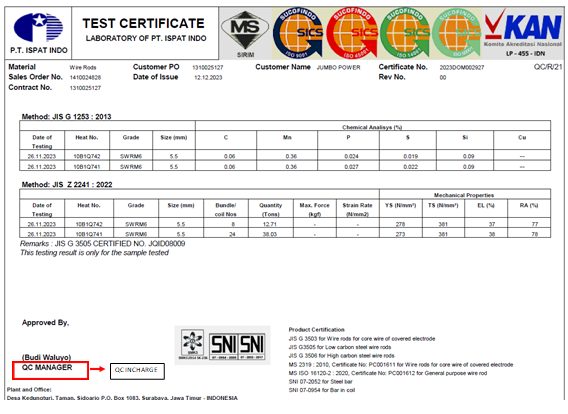 P.T. ISPAT INDO
TEST CERTIFICATE
LABORATORY OF PT. ISPAT INDO
MS
SIRIM
SUCOFINDO
SICS
ISO 9001
SUCOFINDO
SICS
SUCOFINDO
SICS
ISO 14001
SUCOFINDO
SICS
KAN
Komite Akreditasi Nasional
LP - 455 - IDN
Material Wire Rods Customer PO 1310025127 Customer Name JUMBO POWER Certificate No. 2023DOM002927 QC/R/21
Sales Order No. 1410024828 Date of Issue 12.12.2023 Rev No. 00
Contract No. 1310025127
Method: JIS G 1253 : 2013
Chemical Analisys (%)
Date of Testing Heat No. Grade Size (mm) C Mn P S Si Cu
26.11.2023 10B1Q742 SWRM6 5.5 0.06 0.36 0.024 0.019 0.09 ---
26.11.2023 10B1Q741 SWRM6 5.5 0.06 0.36 0.027 0.022 0.09 ---
Method: JIS Z 2241 : 2022
Mechanical Properties
Date of Testing Heat No. Grade Size (mm) Bundle/ coil Nos Quantity (Tons) Max. Force (kgf) Strain Rate (N/mm2) YS (N/mm²) TS (N/mm²) EL (%) RA (%)
26.11.2023 10B1Q742 SWRM6 5.5 8 12.71 - - 278 381 37 77
26.11.2023 10B1Q741 SWRM6 5.5 24 38.03 - - 273 381 38 78
Remarks : JIS G 3505 CERTIFIED NO. JQID08009
This testing result is only for the sample tested
Approved By,
(Budi Waluyo)
QC MANAGER
QC INCHARGE
SNI SNI
Product Certification
JIS G 3503 for Wire rods for core wire of covered electrode
JIS G3505 for Low carbon steel wire rods
JIS G 3506 for High carbon steel wire rods
MS 2319 : 2010, Certificate No: PC001611 for Wire rods for core wire of covered electrode
MS ISO 16120-2 : 2020, Certificate No: PC001612 for General purpose wire rod
SNI 07-2052 for Steel bar
SNI 07-0954 for Bar in coil
Plant and Office:
Desa Kedungturi, Taman, Sidoarjo P.O. Box 1083, Surabaya, Jawa Timur - INDONESIA